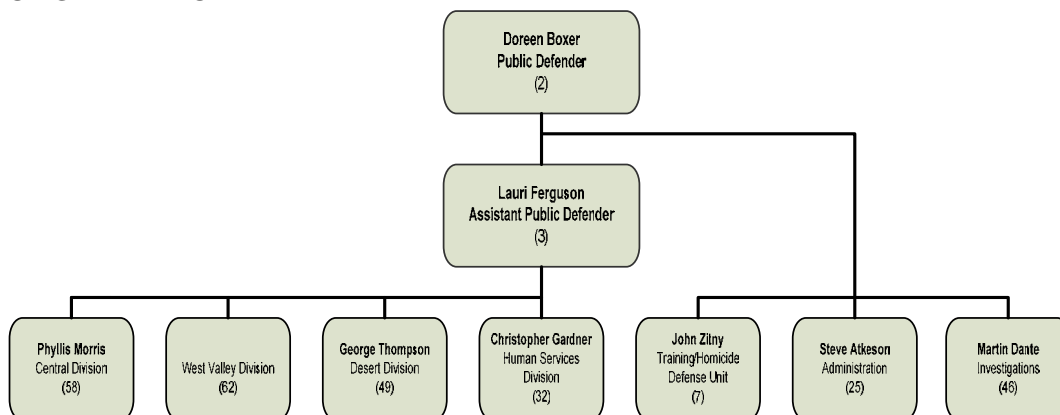 Doreen Boxer
Public Defender
(2)
Lauri Ferguson
Assistant Public Defender
(3)
Phyllis Morris
Central Division
(58)
West Valley Division
(62)
George Thompson
Desert Division
(49)
Christopher Gardner
Human Services
Division
(32)
John Zitny
Training/Homicide
Defense Unit
(7)
Steve Atkeson
Administration
(25)
Martin Dante
Investigations
(46)